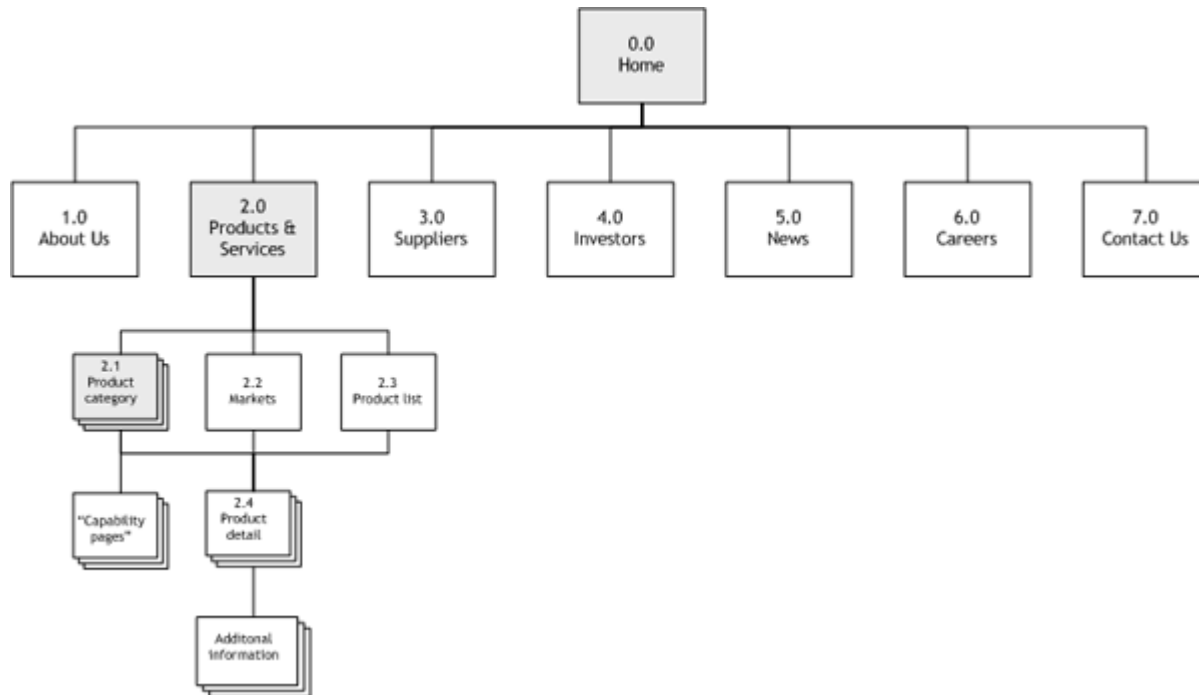 0.0
Home
1.0
About Us
2.0
Products &
Services
3.0
Suppliers
4.0
Investors
5.0
News
6.0
Careers
7.0
Contact Us
2.1
Product
category
2.2
Markets
2.3
Product list
"Capability
pages"
2.4
Product
detail
Additonal
information